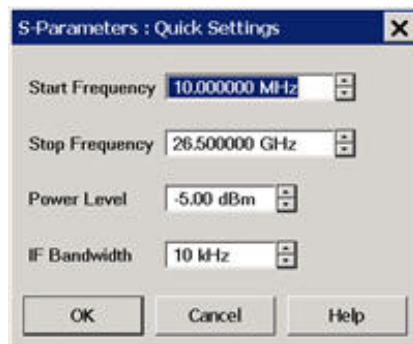 S-Parameters : Quick Settings
Start Frequency 10.000000 MHz
Stop Frequency 26.500000 GHz
Power Level -5.00 dBm
IF Bandwidth 10 kHz
OK Cancel Help